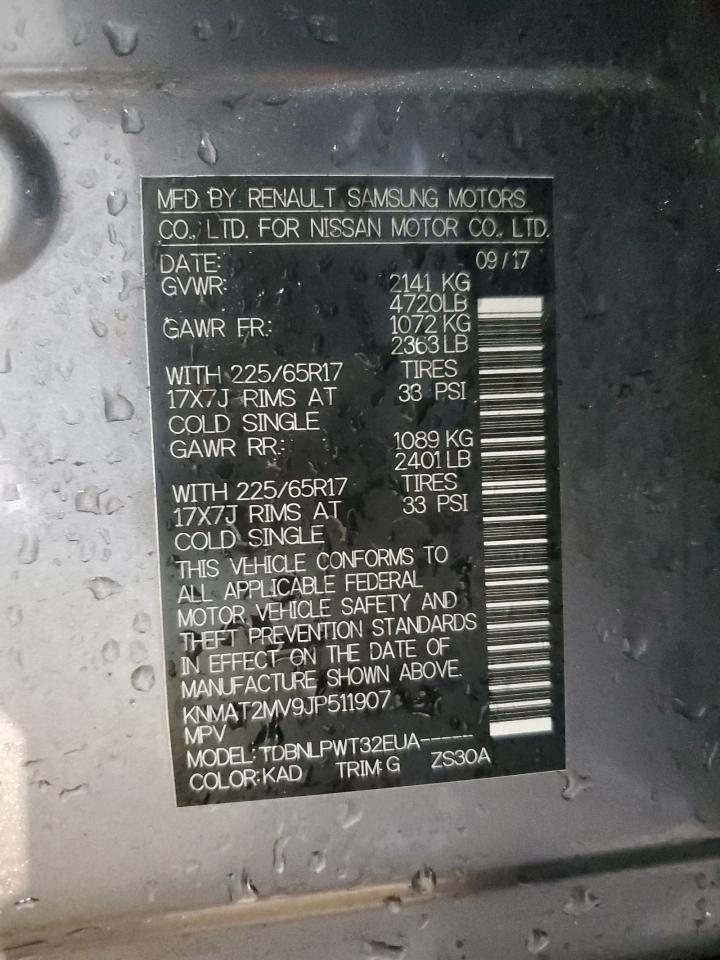 MFD BY RENAULT SAMSUNG MOTORS
CO., LTD. FOR NISSAN MOTOR CO., LTD.
DATE: 09/17
GVWR: 2141 KG
4720LB
GAWR FR: 1072 KG
2363 LB
WITH 225/65R17 TIRES
17X7J RIMS AT 33 PSI
COLD SINGLE
GAWR RR: 1089 KG
2401 LB
WITH 225/65R17 TIRES
17X7J RIMS AT 33 PSI
COLD SINGLE
THIS VEHICLE CONFORMS TO
ALL APPLICABLE FEDERAL
MOTOR VEHICLE SAFETY AND
THEFT PREVENTION STANDARDS
IN EFFECT ON THE DATE OF
MANUFACTURE SHOWN ABOVE.
KNMAT2MV9JP511907
MPV
MODEL: TDBNLPWT32EUA-----
COLOR:KAD TRIM:G ZS30A